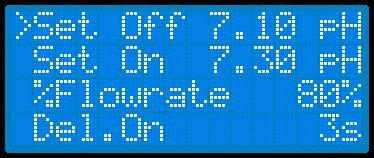 >Set Off 7.10 pH
Set On 7.30 pH
%Flowrate 80%
Del.On 3s